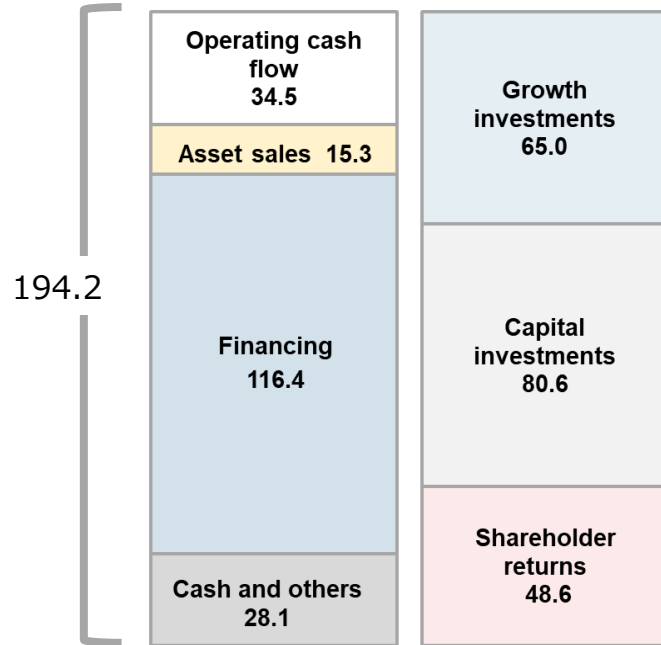 194.2
Operating cash
flow
34.5
Asset sales 15.3
Financing
116.4
Cash and others
28.1
Growth
investments
65.0
Capital
investments
80.6
Shareholder
returns
48.6